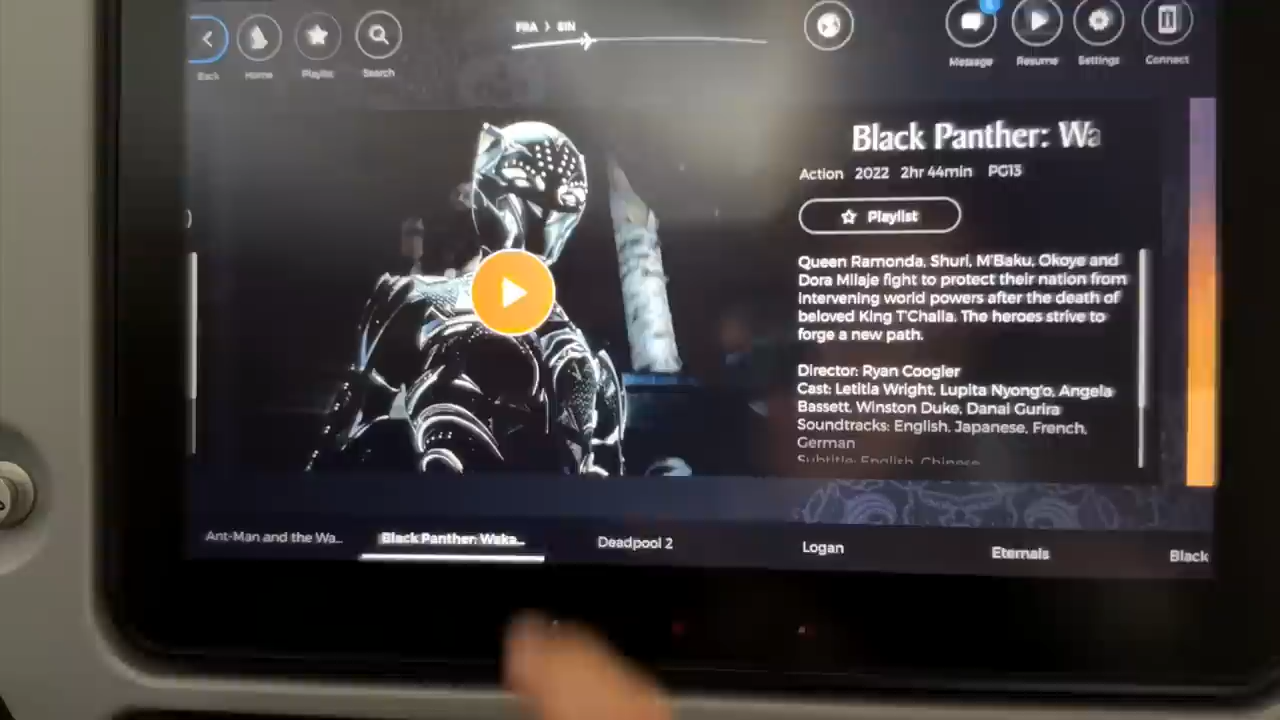 FRA > SIN
Back
Home
Playlist
Search
Message
Resume
Settings
Connect
Black Panther: Wa
Action 2022 2hr 44min PG13
Playlist
Queen Ramonda, Shuri, M'Baku, Okoye and
Dora Milaje fight to protect their nation from
intervening world powers after the death of
beloved King T'Challa. The heroes strive to
forge a new path.
Director: Ryan Coogler
Cast: Letitia Wright, Lupita Nyong'o, Angela
Bassett, Winston Duke, Danai Gurira
Soundtracks: English, Japanese, French,
German
Subtitle: English, Chinese
Ant-Man and the Wa...
Black Panther: Waka...
Deadpool 2
Logan
Eternals
Black